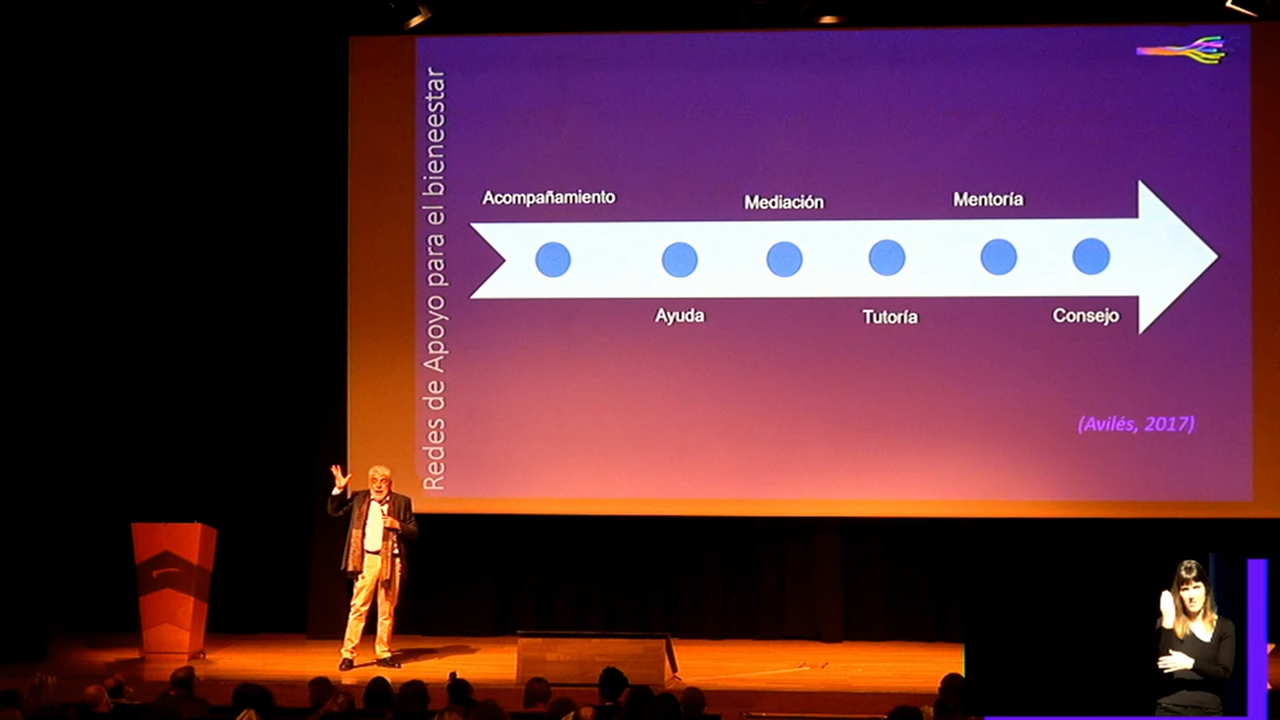 Redes de Apoyo para el bieneestar
Acompañamiento
Ayuda
Mediación
Tutoría
Mentoría
Consejo
(Avilés, 2017)